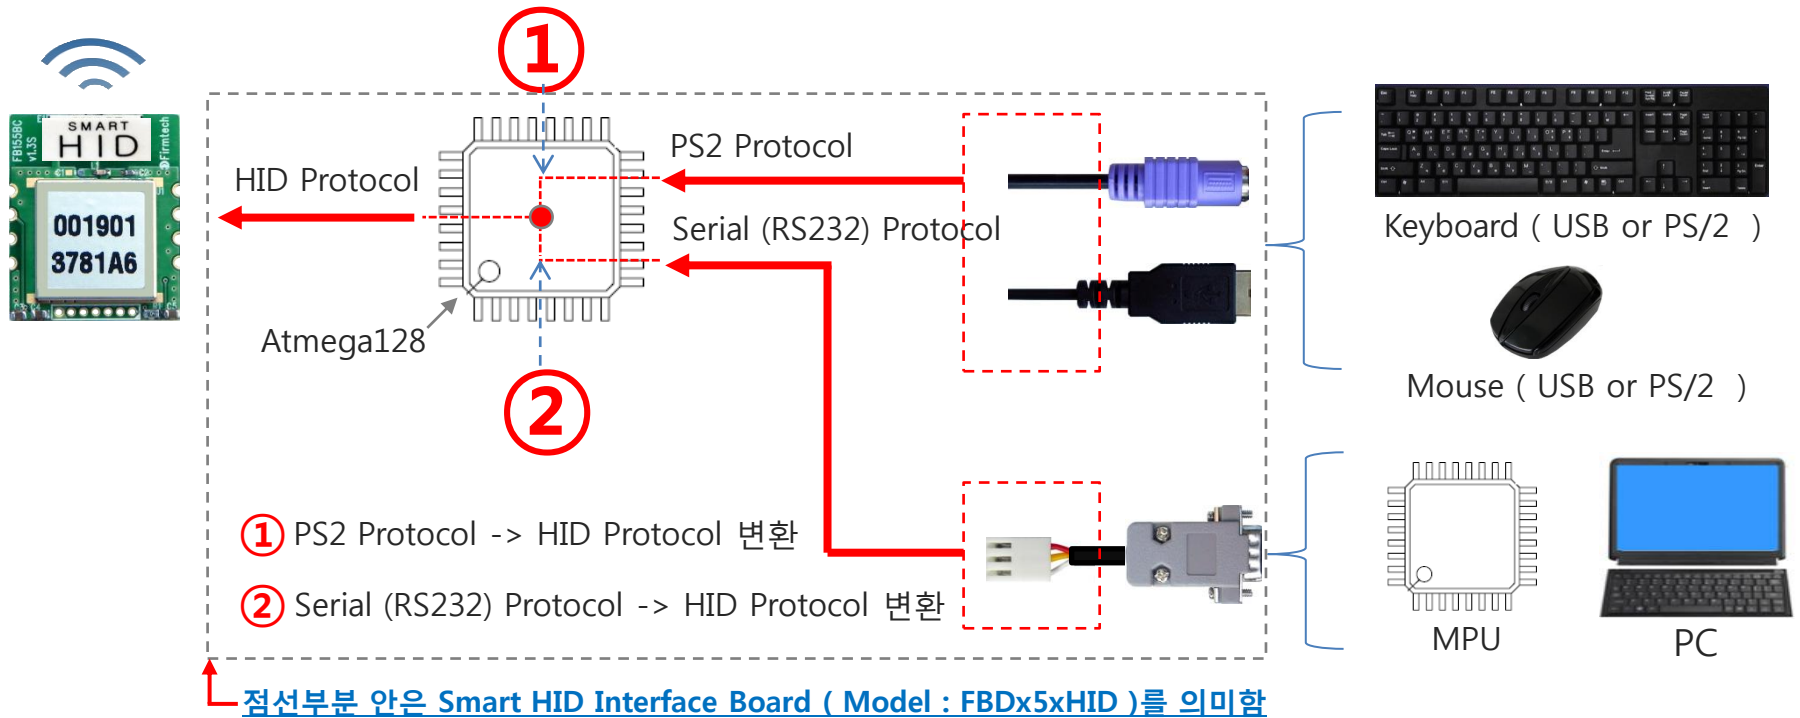 1
SMART
HID
FB155BC
v1.3S
Firmtech
001901
3781A6
HID Protocol
PS2 Protocol
Serial (RS232) Protocol
Atmega128
2
Keyboard ( USB or PS/2 )
Mouse ( USB or PS/2 )
1 PS2 Protocol -> HID Protocol 변환
2 Serial (RS232) Protocol -> HID Protocol 변환
MPU
PC
점선부분 안은 Smart HID Interface Board ( Model : FBDx5xHID )를 의미함